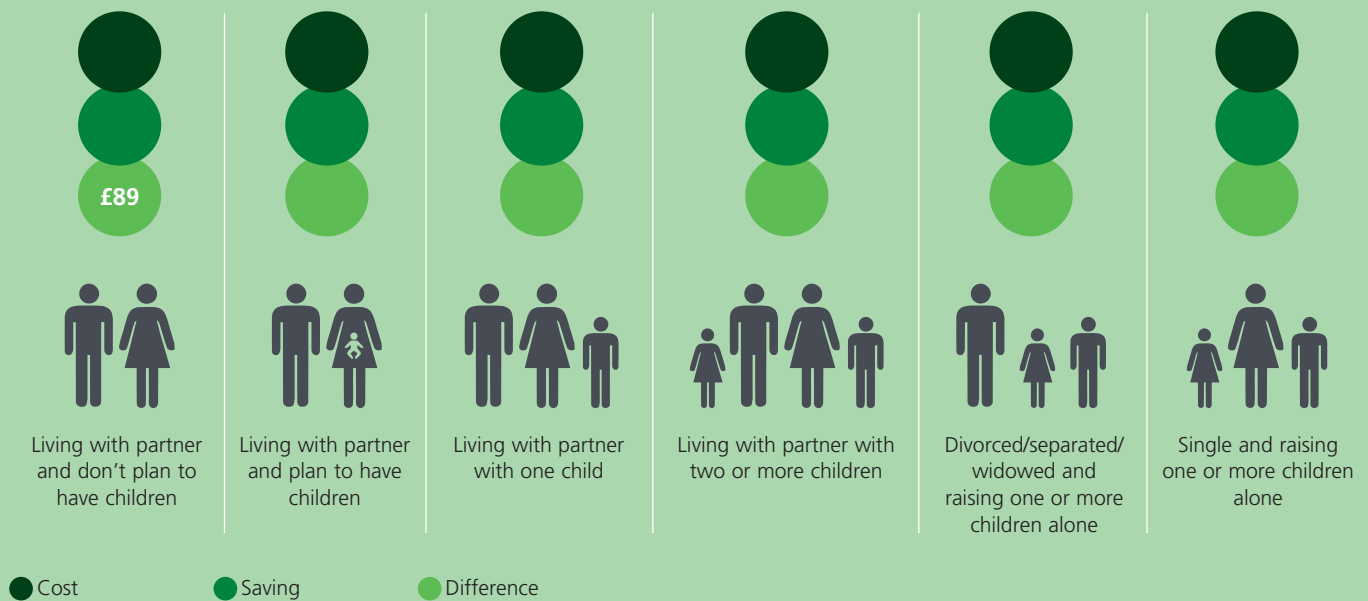 £89
Living with partner
and don't plan to
have children
Living with partner
and plan to have
children
Living with partner
with one child
Living with partner with
two or more children
Divorced/separated/
widowed and
raising one or more
children alone
Single and raising
one or more children
alone
Cost
Saving
Difference